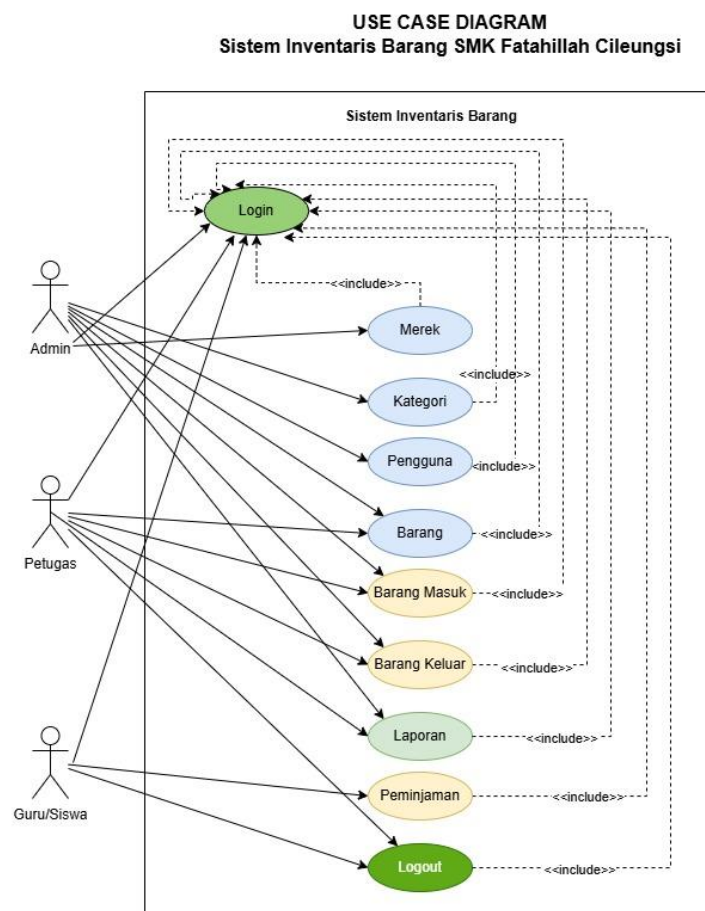 USE CASE DIAGRAM
Sistem Inventaris Barang SMK Fatahillah Cileungsi
Sistem Inventaris Barang
Login
<<include>>
Admin
Merek
<<include>>
Kategori
Pengguna
<include>>
Petugas
Barang
<<include>>
Barang Masuk
<<include>>
Barang Keluar
<<include>>
Laporan
<<include>>
Guru/Siswa
Peminjaman
<<include>>
Logout
<<include>>